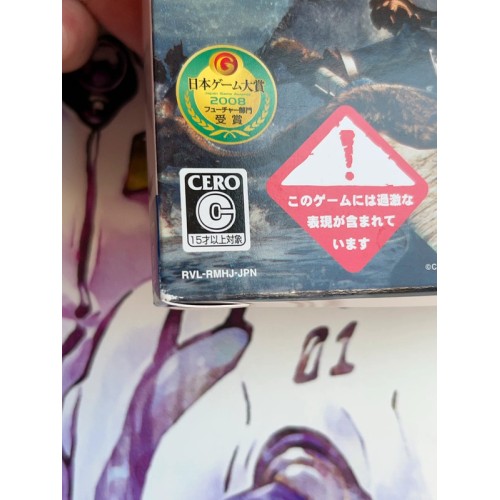 日本ゲーム大賞
2008
フューチャー部門
受賞
このゲームには過激な
表現が含まれて
います
CERO
C
15才以上対象
RVL-RMHJ-JPN
©C
01